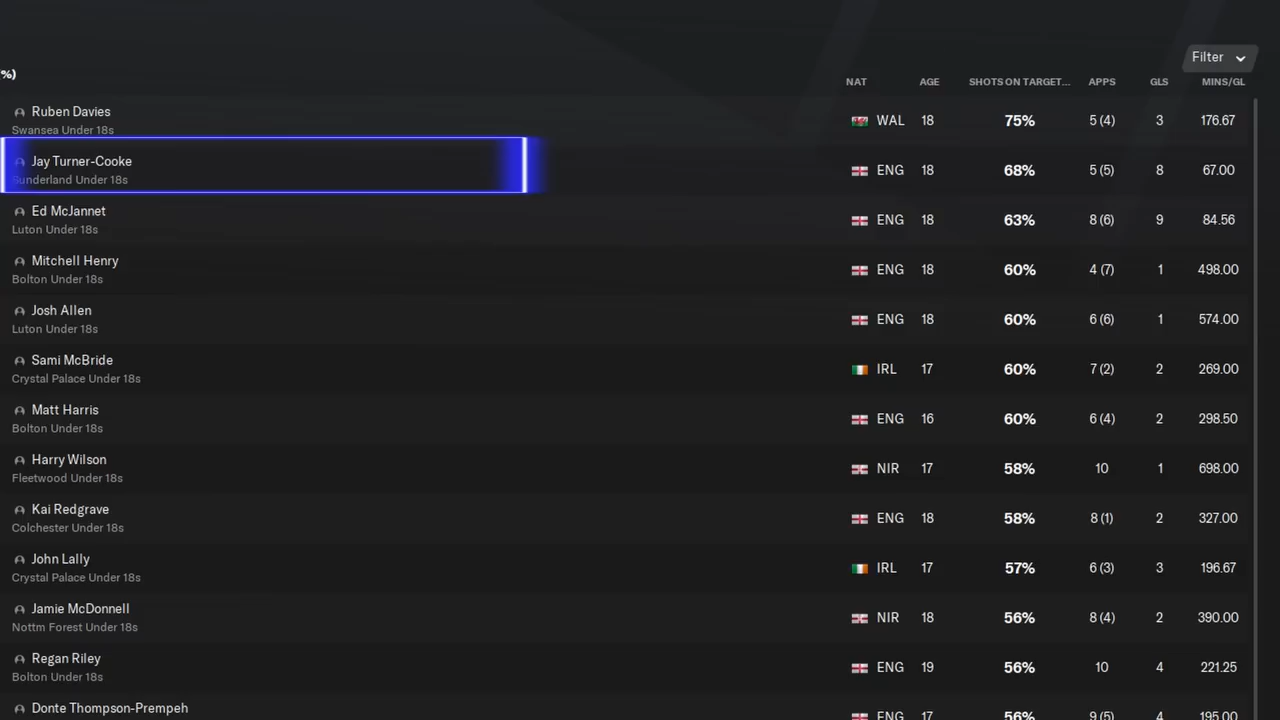 Filter
%)
NAT AGE SHOTS ON TARGET... APPS GLS MINS/GL
Ruben Davies
Swansea Under 18s
WAL 18 75% 5 (4) 3 176.67
Jay Turner-Cooke
Sunderland Under 18s
ENG 18 68% 5 (5) 8 67.00
Ed McJannet
Luton Under 18s
ENG 18 63% 8 (6) 9 84.56
Mitchell Henry
Bolton Under 18s
ENG 18 60% 4 (7) 1 498.00
Josh Allen
Luton Under 18s
ENG 18 60% 6 (6) 1 574.00
Sami McBride
Crystal Palace Under 18s
IRL 17 60% 7 (2) 2 269.00
Matt Harris
Bolton Under 18s
ENG 16 60% 6 (4) 2 298.50
Harry Wilson
Fleetwood Under 18s
NIR 17 58% 10 1 698.00
Kai Redgrave
Colchester Under 18s
ENG 18 58% 8 (1) 2 327.00
John Lally
Crystal Palace Under 18s
IRL 17 57% 6 (3) 3 196.67
Jamie McDonnell
Nottm Forest Under 18s
NIR 18 56% 8 (4) 2 390.00
Regan Riley
Bolton Under 18s
ENG 19 56% 10 4 221.25
Donte Thompson-Prempeh
ENG 17 56% 9 (5) 4 195.00